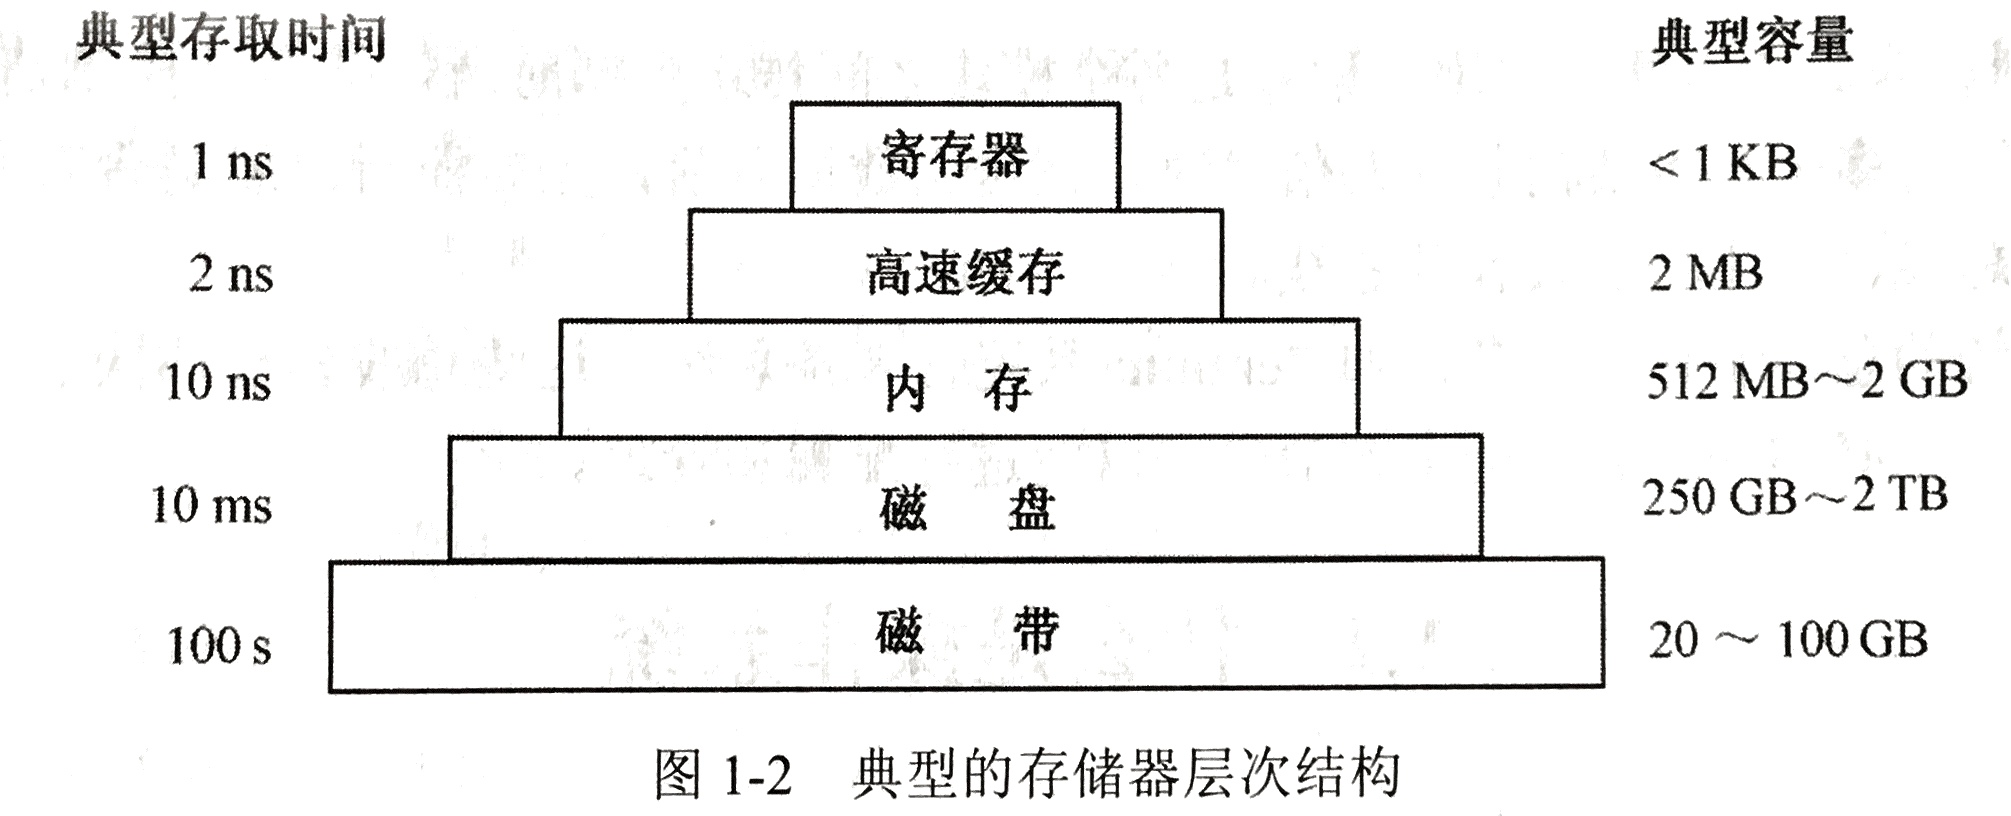 典型存取时间 典型容量
1 ns 寄存器 <1 KB
2 ns 高速缓存 2 MB
10 ns 内 存 512 MB～2 GB
10 ms 磁 盘 250 GB～2 TB
100 s 磁 带 20 ～ 100 GB
图 1-2 典型的存储器层次结构